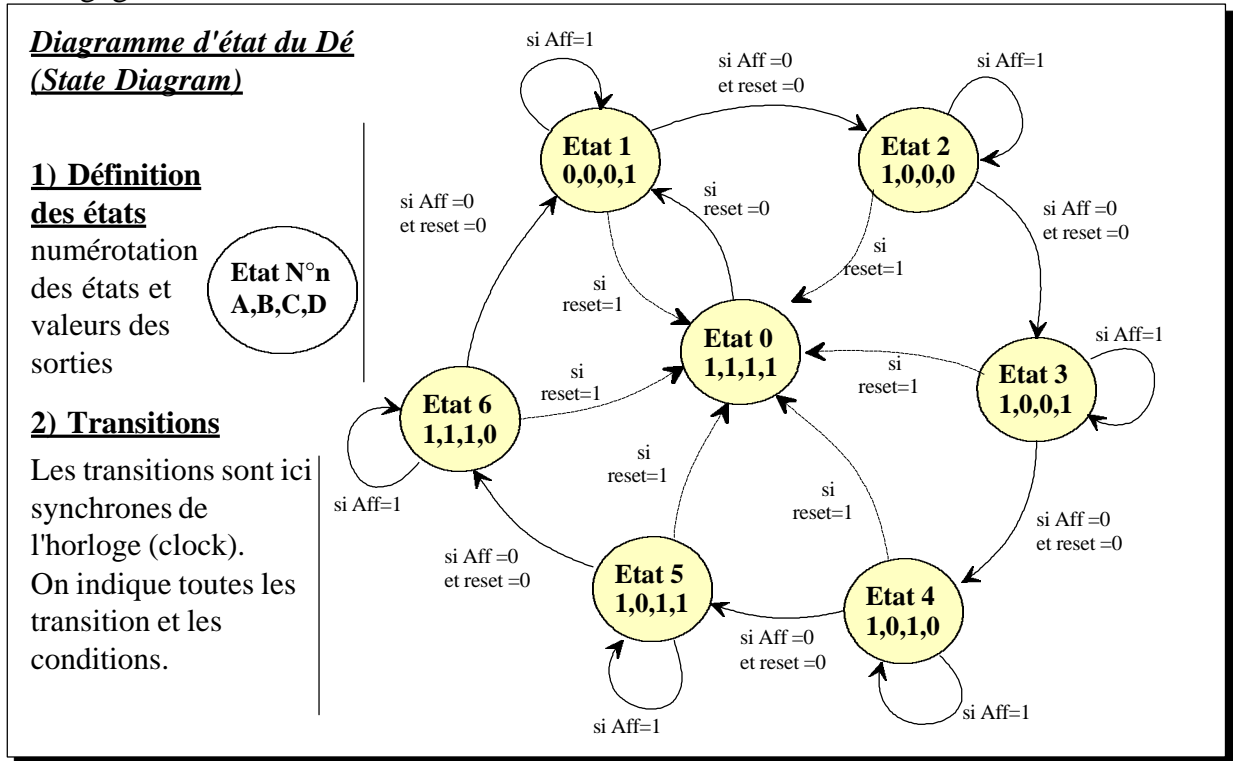 Diagramme d'état du Dé
(State Diagram)
1) Définition
des états
numérotation
des états et
valeurs des
sorties
Etat N°n
A,B,C,D
2) Transitions
Les transitions sont ici
synchrones de
l'horloge (clock).
On indique toutes les
transition et les
conditions.
si Aff=1
si Aff =0
et reset =0
si Aff=1
Etat 1
0,0,0,1
Etat 2
1,0,0,0
si Aff =0
et reset =0
si
reset =0
si Aff =0
et reset =0
si
reset=1
si
reset=1
Etat 0
1,1,1,1
si Aff=1
si
reset=1
si
reset=1
Etat 3
1,0,0,1
Etat 6
1,1,1,0
si
reset=1
si
reset=1
si Aff=1
si Aff =0
et reset =0
si Aff =0
et reset =0
Etat 5
1,0,1,1
Etat 4
1,0,1,0
si Aff =0
et reset =0
si Aff=1
si Aff=1